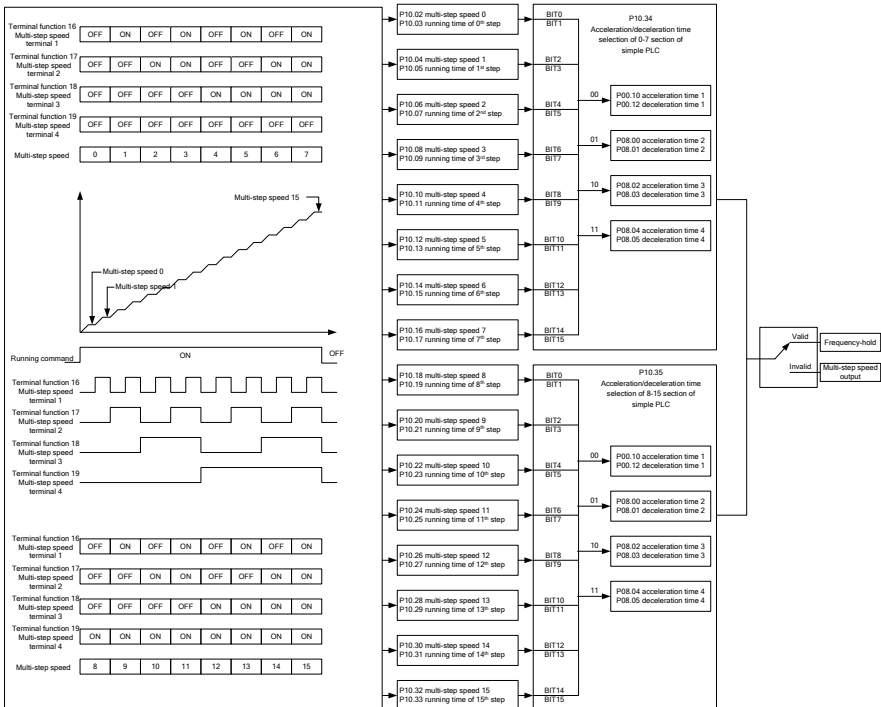 Terminal function 16
Multi-step speed
terminal 1
OFF ON OFF ON OFF ON OFF ON
Terminal function 17
Multi-step speed
terminal 2
OFF OFF ON ON OFF OFF ON ON
Terminal function 18
Multi-step speed
terminal 3
OFF OFF OFF OFF ON ON ON ON
Terminal function 19
Multi-step speed
terminal 4
OFF OFF OFF OFF OFF OFF OFF OFF
Multi-step speed
0 1 2 3 4 5 6 7
Multi-step speed 15
Multi-step speed 0
Multi-step speed 1
Running command
ON
OFF
Terminal function 16
Multi-step speed
terminal 1
Terminal function 17
Multi-step speed
terminal 2
Terminal function 18
Multi-step speed
terminal 3
Terminal function 19
Multi-step speed
terminal 4
Terminal function 16
Multi-step speed
terminal 1
OFF ON OFF ON OFF ON OFF ON
Terminal function 17
Multi-step speed
terminal 2
OFF OFF ON ON OFF OFF ON ON
Terminal function 18
Multi-step speed
terminal 3
OFF OFF OFF OFF ON ON ON ON
Terminal function 19
Multi-step speed
terminal 4
ON ON ON ON ON ON ON ON
Multi-step speed
8 9 10 11 12 13 14 15
P10.02 multi-step speed 0
P10.03 running time of 0th step
P10.04 multi-step speed 1
P10.05 running time of 1st step
P10.06 multi-step speed 2
P10.07 running time of 2nd step
P10.08 multi-step speed 3
P10.09 running time of 3rd step
P10.10 multi-step speed 4
P10.11 running time of 4th step
P10.12 multi-step speed 5
P10.13 running time of 5th step
P10.14 multi-step speed 6
P10.15 running time of 6th step
P10.16 multi-step speed 7
P10.17 running time of 7th step
P10.18 multi-step speed 8
P10.19 running time of 8th step
P10.20 multi-step speed 9
P10.21 running time of 9th step
P10.22 multi-step speed 10
P10.23 running time of 10th step
P10.24 multi-step speed 11
P10.25 running time of 11th step
P10.26 multi-step speed 12
P10.27 running time of 12th step
P10.28 multi-step speed 13
P10.29 running time of 13th step
P10.30 multi-step speed 14
P10.31 running time of 14th step
P10.32 multi-step speed 15
P10.33 running time of 15th step
BIT0
BIT1
BIT2
BIT3
BIT4
BIT5
BIT6
BIT7
BIT8
BIT9
BIT10
BIT11
BIT12
BIT13
BIT14
BIT15
P10.34
Acceleration/deceleration time
selection of 0-7 section of
simple PLC
00
P00.10 acceleration time 1
P00.12 deceleration time 1
01
P08.00 acceleration time 2
P08.01 deceleration time 2
10
P08.02 acceleration time 3
P08.03 deceleration time 3
11
P08.04 acceleration time 4
P08.05 deceleration time 4
BIT0
BIT1
BIT2
BIT3
BIT4
BIT5
BIT6
BIT7
BIT8
BIT9
BIT10
BIT11
BIT12
BIT13
BIT14
BIT15
P10.35
Acceleration/deceleration time
selection of 8-15 section of
simple PLC
00
P00.10 acceleration time 1
P00.12 deceleration time 1
01
P08.00 acceleration time 2
P08.01 deceleration time 2
10
P08.02 acceleration time 3
P08.03 deceleration time 3
11
P08.04 acceleration time 4
P08.05 deceleration time 4
Valid
Frequency-hold
Invalid
Multi-step speed
output